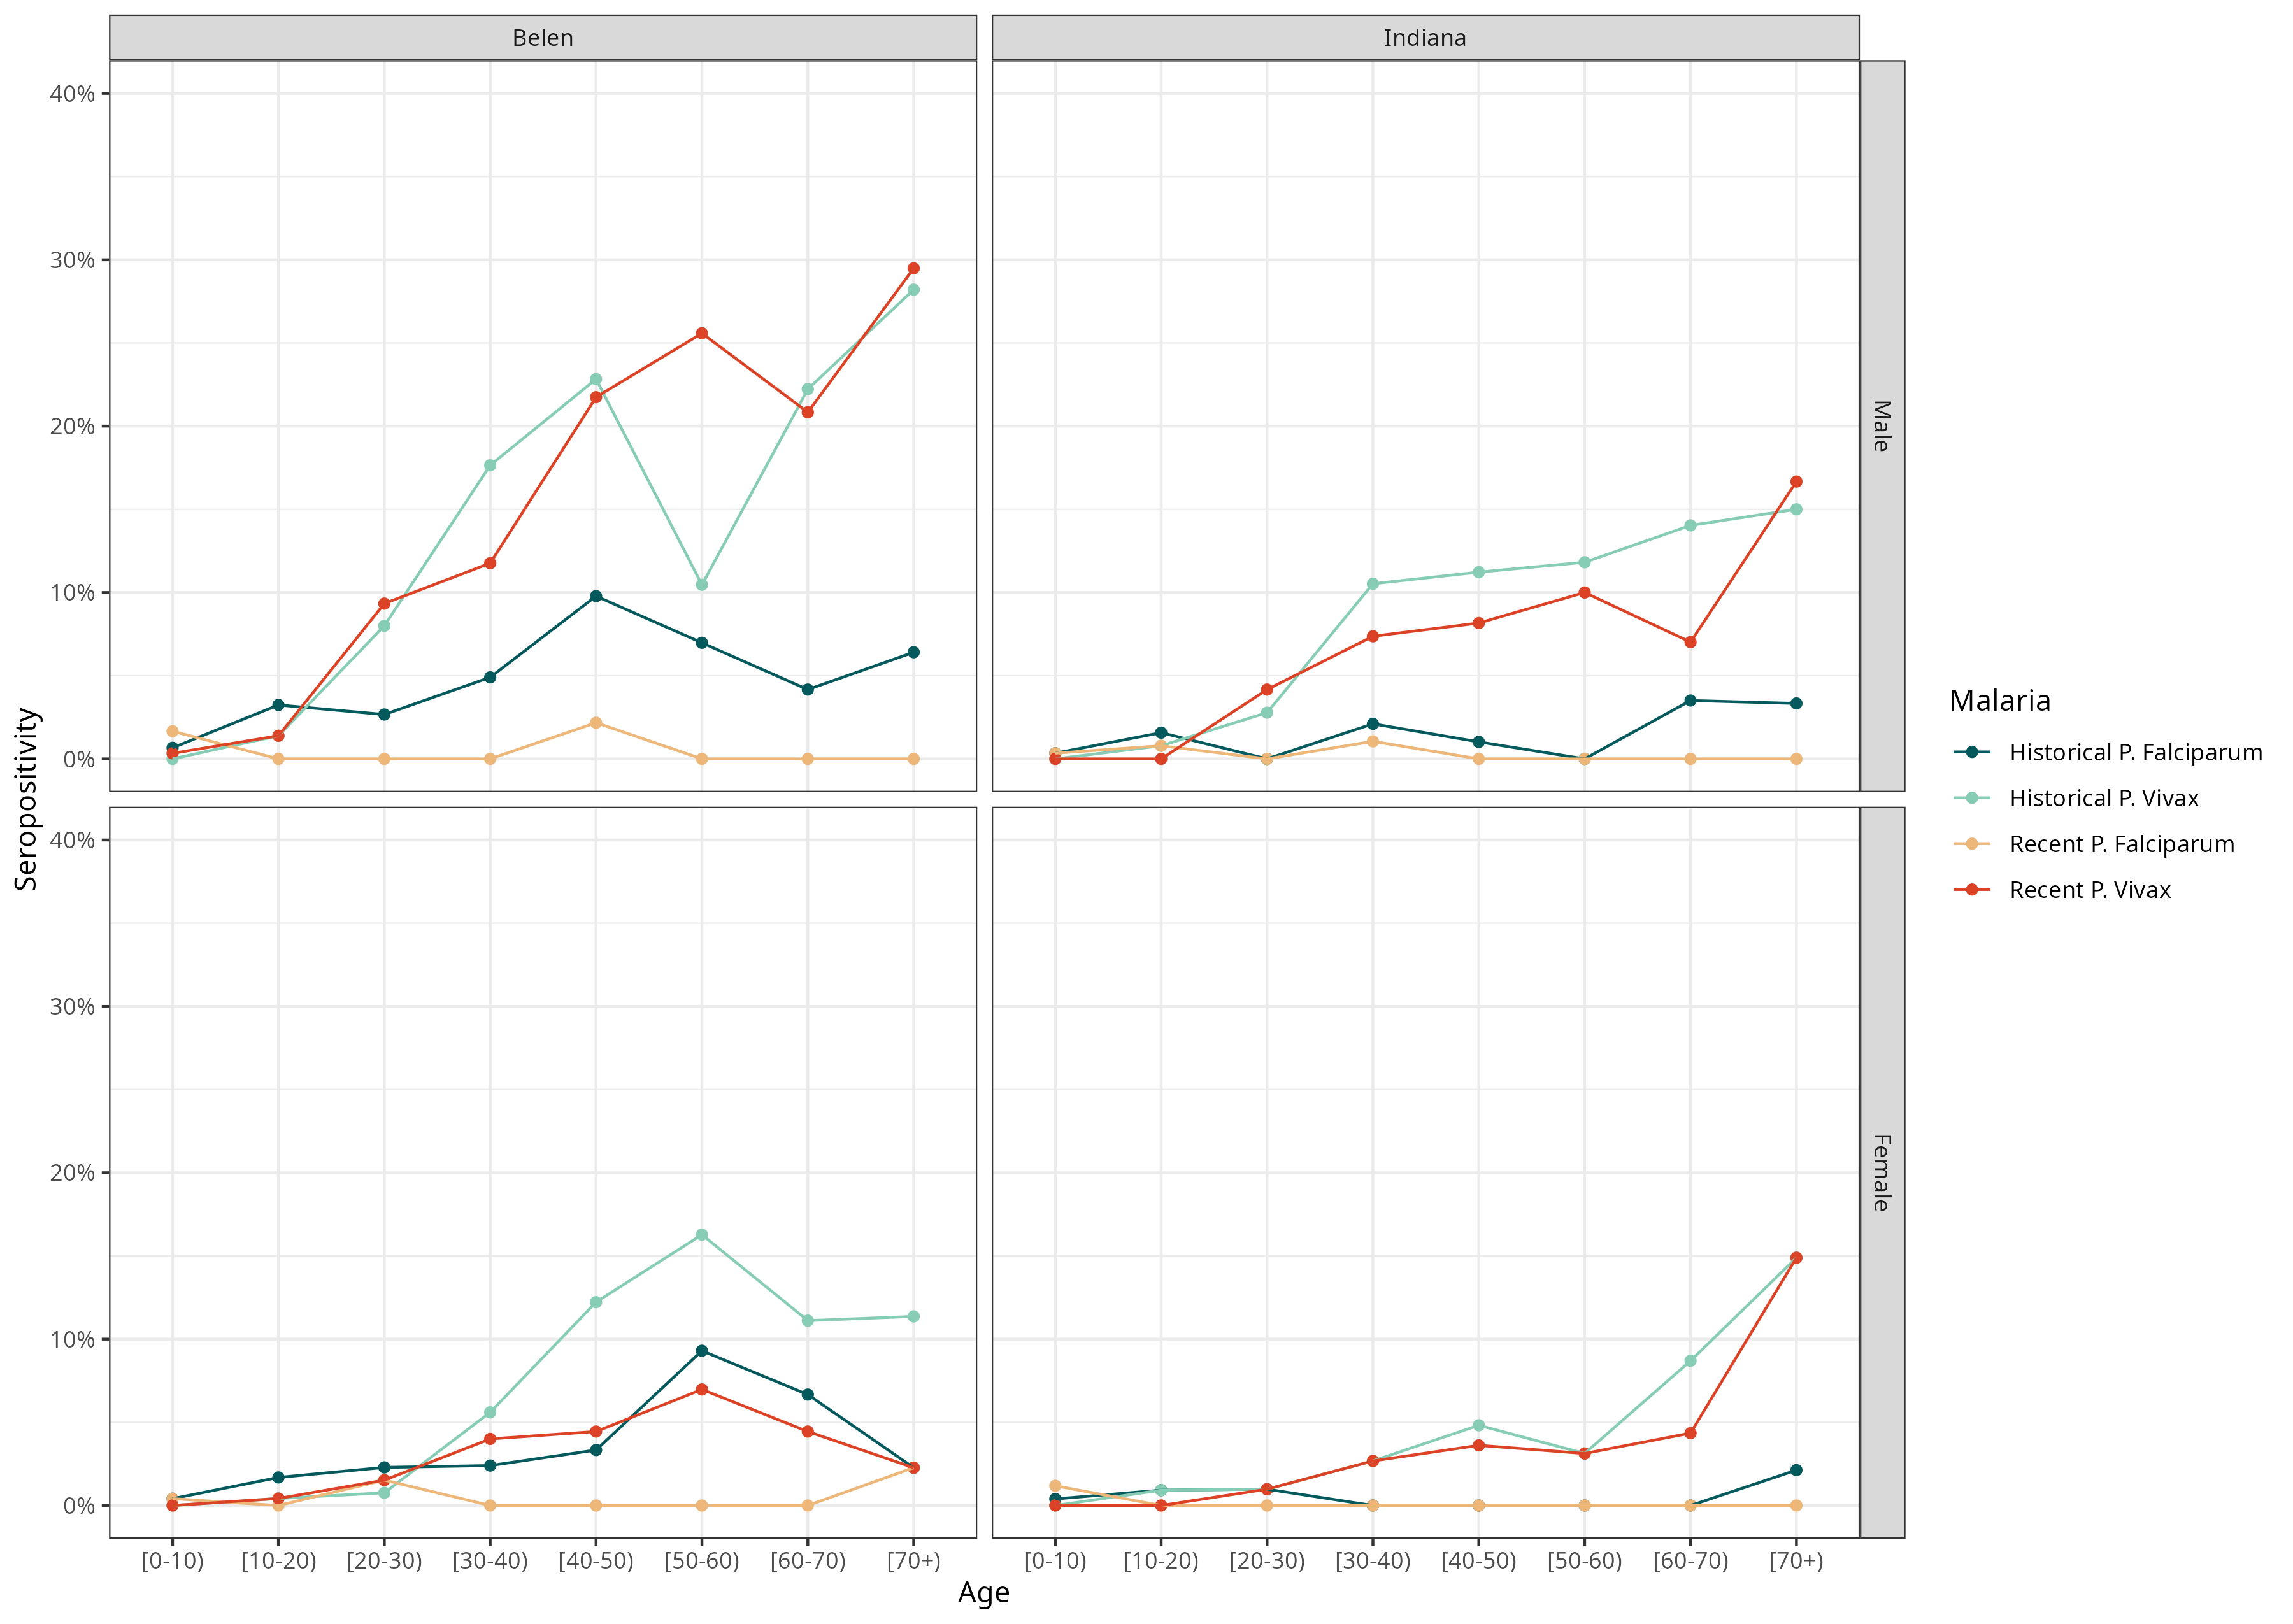 Belen
Indiana
40%
30%
20%
10%
0%
Male
40%
30%
20%
10%
0%
Female
Seropositivity
[0-10) [10-20) [20-30) [30-40) [40-50) [50-60) [60-70) [70+)
[0-10) [10-20) [20-30) [30-40) [40-50) [50-60) [60-70) [70+)
Age
Malaria
Historical P. Falciparum
Historical P. Vivax
Recent P. Falciparum
Recent P. Vivax